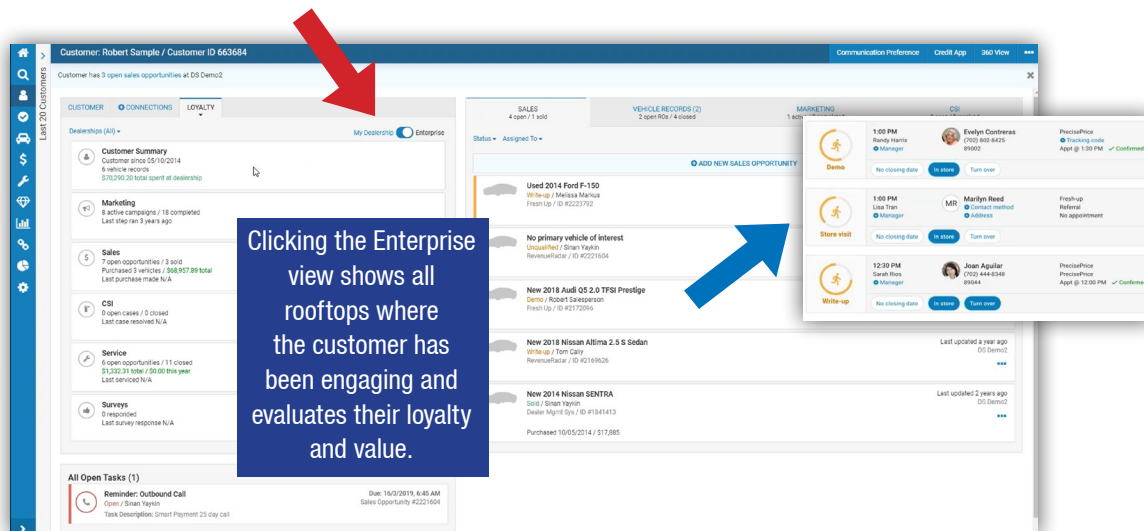 Customer: Robert Sample / Customer ID 663684
Communication Preference
Credit App
360 View
Last 20 Customers
Customer has 3 open sales opportunities at DS Demo2
CUSTOMER
CONNECTIONS
LOYALTY
Dealerships (All)
My Dealership
Enterprise
Customer Summary
Customer since 05/10/2014
6 vehicle records
$70,290.20 total spent at dealership
Marketing
8 active campaigns / 18 completed
Last step ran 3 years ago
Sales
7 open opportunities / 3 sold
Purchased 3 vehicles / $68,957.89 total
Last purchase made N/A
CSI
0 open cases / 0 closed
Last case resolved N/A
Service
6 open opportunities / 11 closed
$1,332.31 total / $0.00 this year
Last serviced N/A
Surveys
0 responded
Last survey response N/A
All Open Tasks (1)
Reminder: Outbound Call
Open / Sinan Yaykin
Task Description: Smart Payment 25 day call
Due: 16/3/2019, 6:45 AM
Sales Opportunity #2221604
Clicking the Enterprise
view shows all
rooftops where
the customer has
been engaging and
evaluates their loyalty
and value.
SALES
4 open / 1 sold
VEHICLE RECORDS (2)
2 open ROs / 4 closed
MARKETING
CSI
Status
Assigned To
ADD NEW SALES OPPORTUNITY
Used 2014 Ford F-150
Write-up / Melissa Markus
Fresh Up / ID #2223792
No primary vehicle of interest
Unqualified / Sinan Yaykin
RevenueRadar / ID #2221604
New 2018 Audi Q5 2.0 TFSI Prestige
Demo / Robert Salesperson
Fresh Up / ID #2172096
New 2018 Nissan Altima 2.5 S Sedan
Write-up / Tom Cally
RevenueRadar / ID #2169626
Last updated a year ago
DS Demo2
New 2014 Nissan SENTRA
Sold / Sinan Yaykin
Dealer Mgmt Sys / ID #1841413
Purchased 10/05/2014 / $17,885
Last updated 2 years ago
DS Demo2
Demo
1:00 PM
Randy Harris
Manager
Evelyn Contreras
(702) 802-8425
89002
PrecisePrice
Tracking code
Appt @ 1:30 PM
Confirmed
No closing date
In store
Turn over
Store visit
1:00 PM
Lisa Tran
Manager
MR
Marilyn Reed
Contact method
Address
Fresh-up
Referral
No appointment
No closing date
In store
Turn over
Write-up
12:30 PM
Sarah Rios
Manager
Joan Aguilar
(702) 444-8348
89044
PrecisePrice
PrecisePrice
Appt @ 12:00 PM
Confirmed
No closing date
In store
Turn over